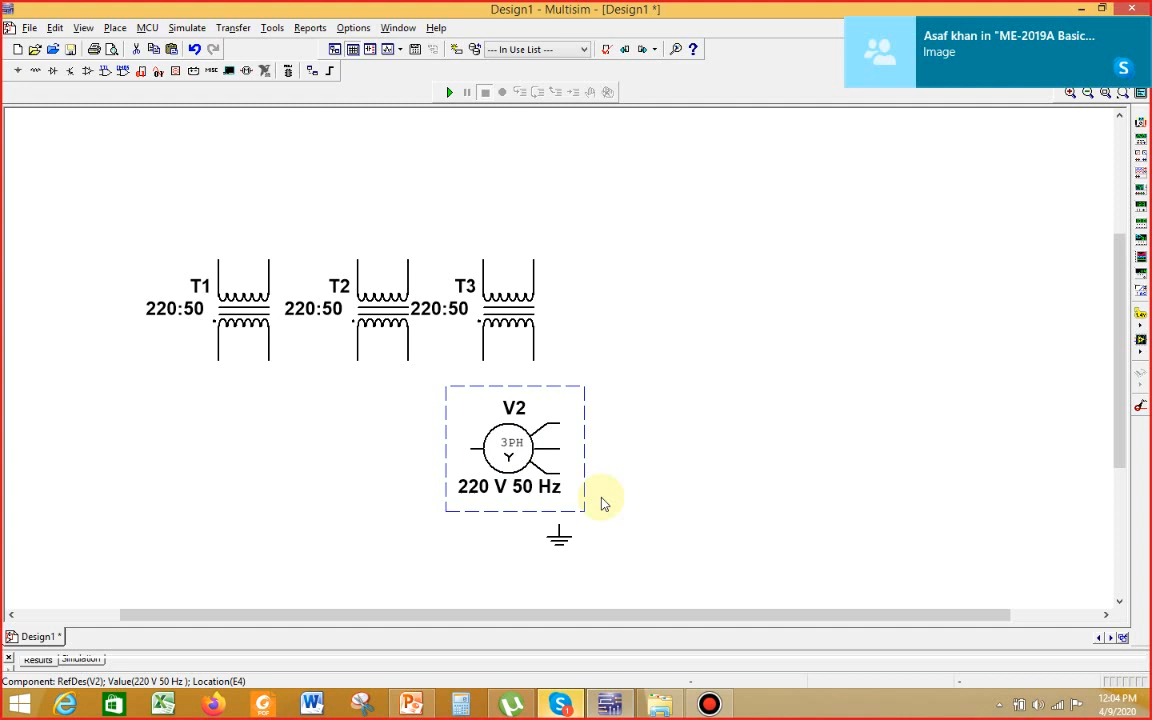 Design1 - Multisim - [Design1 *]
File Edit View Place MCU Simulate Transfer Tools Reports Options Window Help
Asaf khan in "ME-2019A Basic...
Image
--- In Use List ---
MISC
T1
220:50
T2
220:50
T3
220:50
V2
3PH
Y
220 V 50 Hz
Design1 *
Results Simulation
Component: RefDes(V2); Value(220 V 50 Hz ); Location(E4)
-
-
12:04 PM
4/9/2020